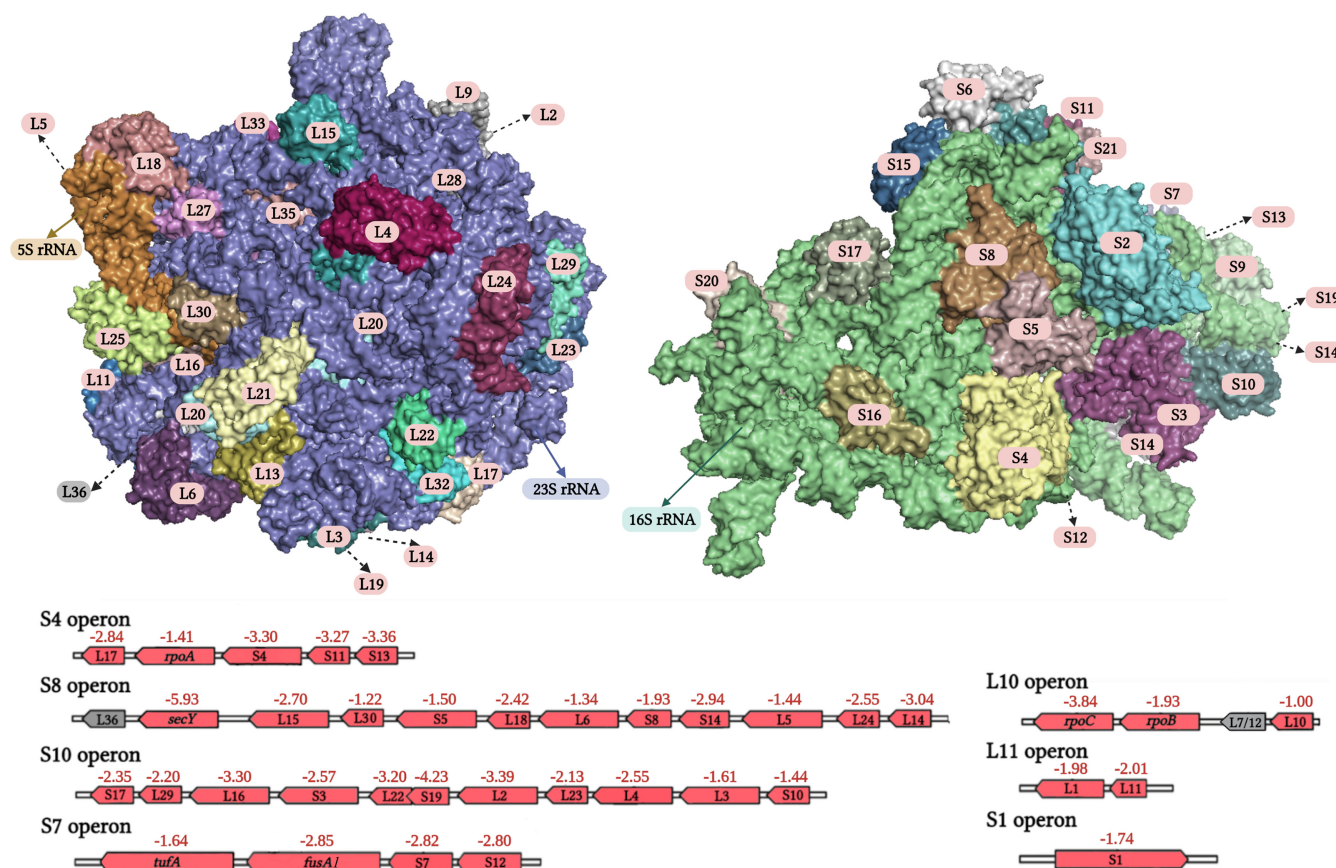 L9
L2
L5
L33
L15
L18
L28
L27
L35
L4
5S rRNA
L29
L24
L30
L20
L25
L23
L16
L11
L21
L20
L22
L13
L17
L32
L36
L6
23S rRNA
L3
L14
L19
S6
S11
S21
S15
S7
S13
S2
S17
S8
S9
S20
S19
S5
S14
S10
S16
S3
S14
S4
16S rRNA
S12
S4 operon
-2.84 -1.41 -3.30 -3.27 -3.36
L17 rpoA S4 S11 S13
S8 operon
-5.93 -2.70 -1.22 -1.50 -2.42 -1.34 -1.93 -2.94 -1.44 -2.55 -3.04
L36 secY L15 L30 S5 L18 L6 S8 S14 L5 L24 L14
S10 operon
-2.35 -2.20 -3.30 -2.57 -3.20 -4.23 -3.39 -2.13 -2.55 -1.61 -1.44
S17 L29 L16 S3 L22 S19 L2 L23 L4 L3 S10
S7 operon
-1.64 -2.85 -2.82 -2.80
tufA fusA1 S7 S12
L10 operon
-3.84 -1.93 -1.00
rpoC rpoB L7/12 L10
L11 operon
-1.98 -2.01
L1 L11
S1 operon
-1.74
S1